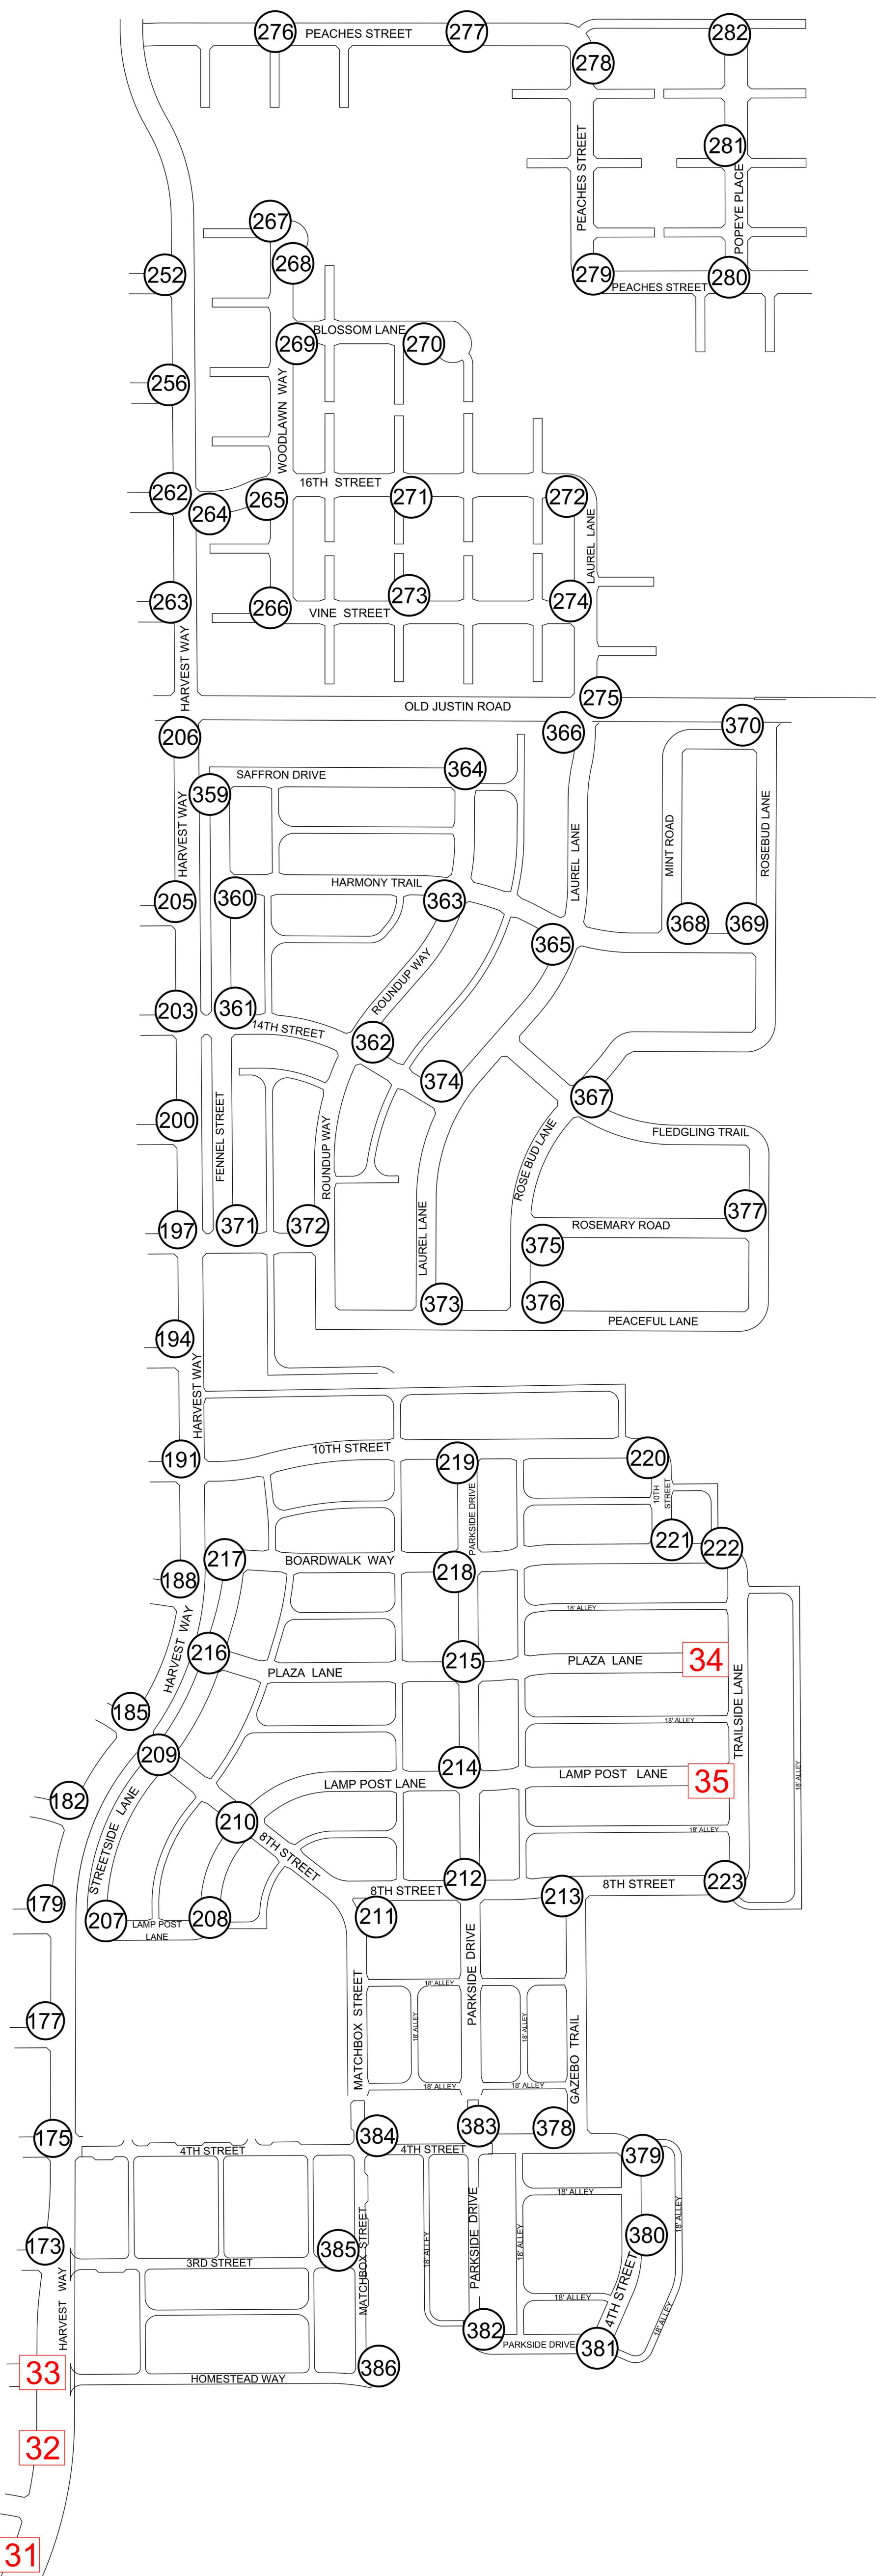 276
PEACHES STREET
277
282
278
281
PEACHES STREET
POPEYE PLACE
267
268
252
279
280
PEACHES STREET
BLOSSOM LANE
269
270
256
WOODLAWN WAY
16TH STREET
262
264
265
271
272
LAUREL LANE
263
266
273
274
VINE STREET
HARVEST WAY
275
OLD JUSTIN ROAD
206
366
370
SAFFRON DRIVE
364
359
HARVEST WAY
LAUREL LANE
MINT ROAD
ROSEBUD LANE
HARMONY TRAIL
205
360
363
365
368
369
ROUNDUP WAY
203
361
14TH STREET
362
374
367
200
FENNEL STREET
ROUNDUP WAY
ROSE BUD LANE
FLEDGLING TRAIL
377
197
371
372
LAUREL LANE
ROSEMARY ROAD
375
373
376
PEACEFUL LANE
194
HARVEST WAY
10TH STREET
191
219
220
PARKSIDE DRIVE
10TH
STREET
221
222
217
BOARDWALK WAY
218
188
18' ALLEY
HARVEST WAY
216
215
PLAZA LANE
34
PLAZA LANE
TRAILSIDE LANE
185
18' ALLEY
209
214
LAMP POST LANE
LAMP POST LANE
35
18' ALLEY
182
STREETSIDE LANE
210
8TH STREET
18' ALLEY
212
8TH STREET
213
8TH STREET
223
179
207
LAMP POST
LANE
208
211
PARKSIDE DRIVE
18' ALLEY
177
MATCHBOX STREET
18' ALLEY
18' ALLEY
GAZEBO TRAIL
18' ALLEY
18' ALLEY
175
384
383
378
4TH STREET
4TH STREET
379
18' ALLEY
18' ALLEY
173
385
MATCHBOX STREET
18' ALLEY
PARKSIDE DRIVE
18' ALLEY
380
3RD STREET
HARVEST WAY
18' ALLEY
4TH STREET
18' ALLEY
382
PARKSIDE DRIVE
381
33
386
HOMESTEAD WAY
32
31